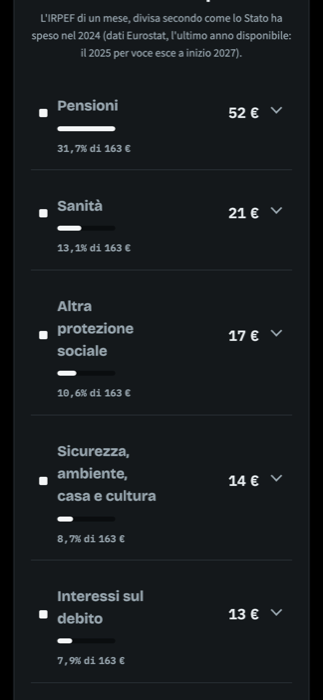 L'IRPEF di un mese, divisa secondo come lo Stato ha
speso nel 2024 (dati Eurostat, l'ultimo anno disponibile:
il 2025 per voce esce a inizio 2027).
Pensioni
52 €
31,7% di 163 €
Sanità
21 €
13,1% di 163 €
Altra
protezione
sociale
17 €
10,6% di 163 €
Sicurezza,
ambiente,
casa e cultura
14 €
8,7% di 163 €
Interessi sul
debito
13 €
7,9% di 163 €